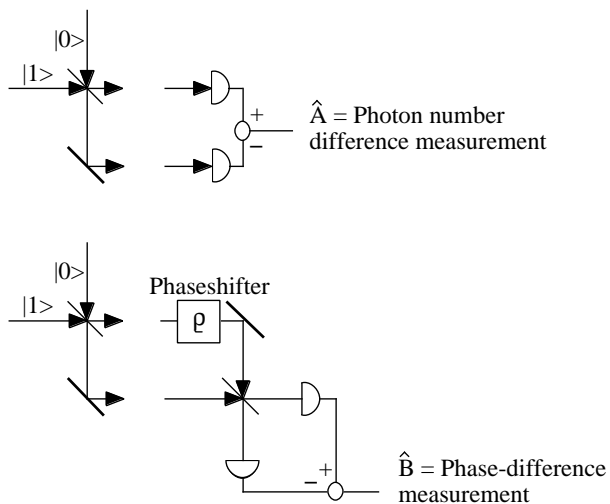 |0>
|1>
+
−
Â = Photon number
difference measurement
|0>
Phaseshifter
|1>
ϱ
+
−
B̂ = Phase-difference
measurement